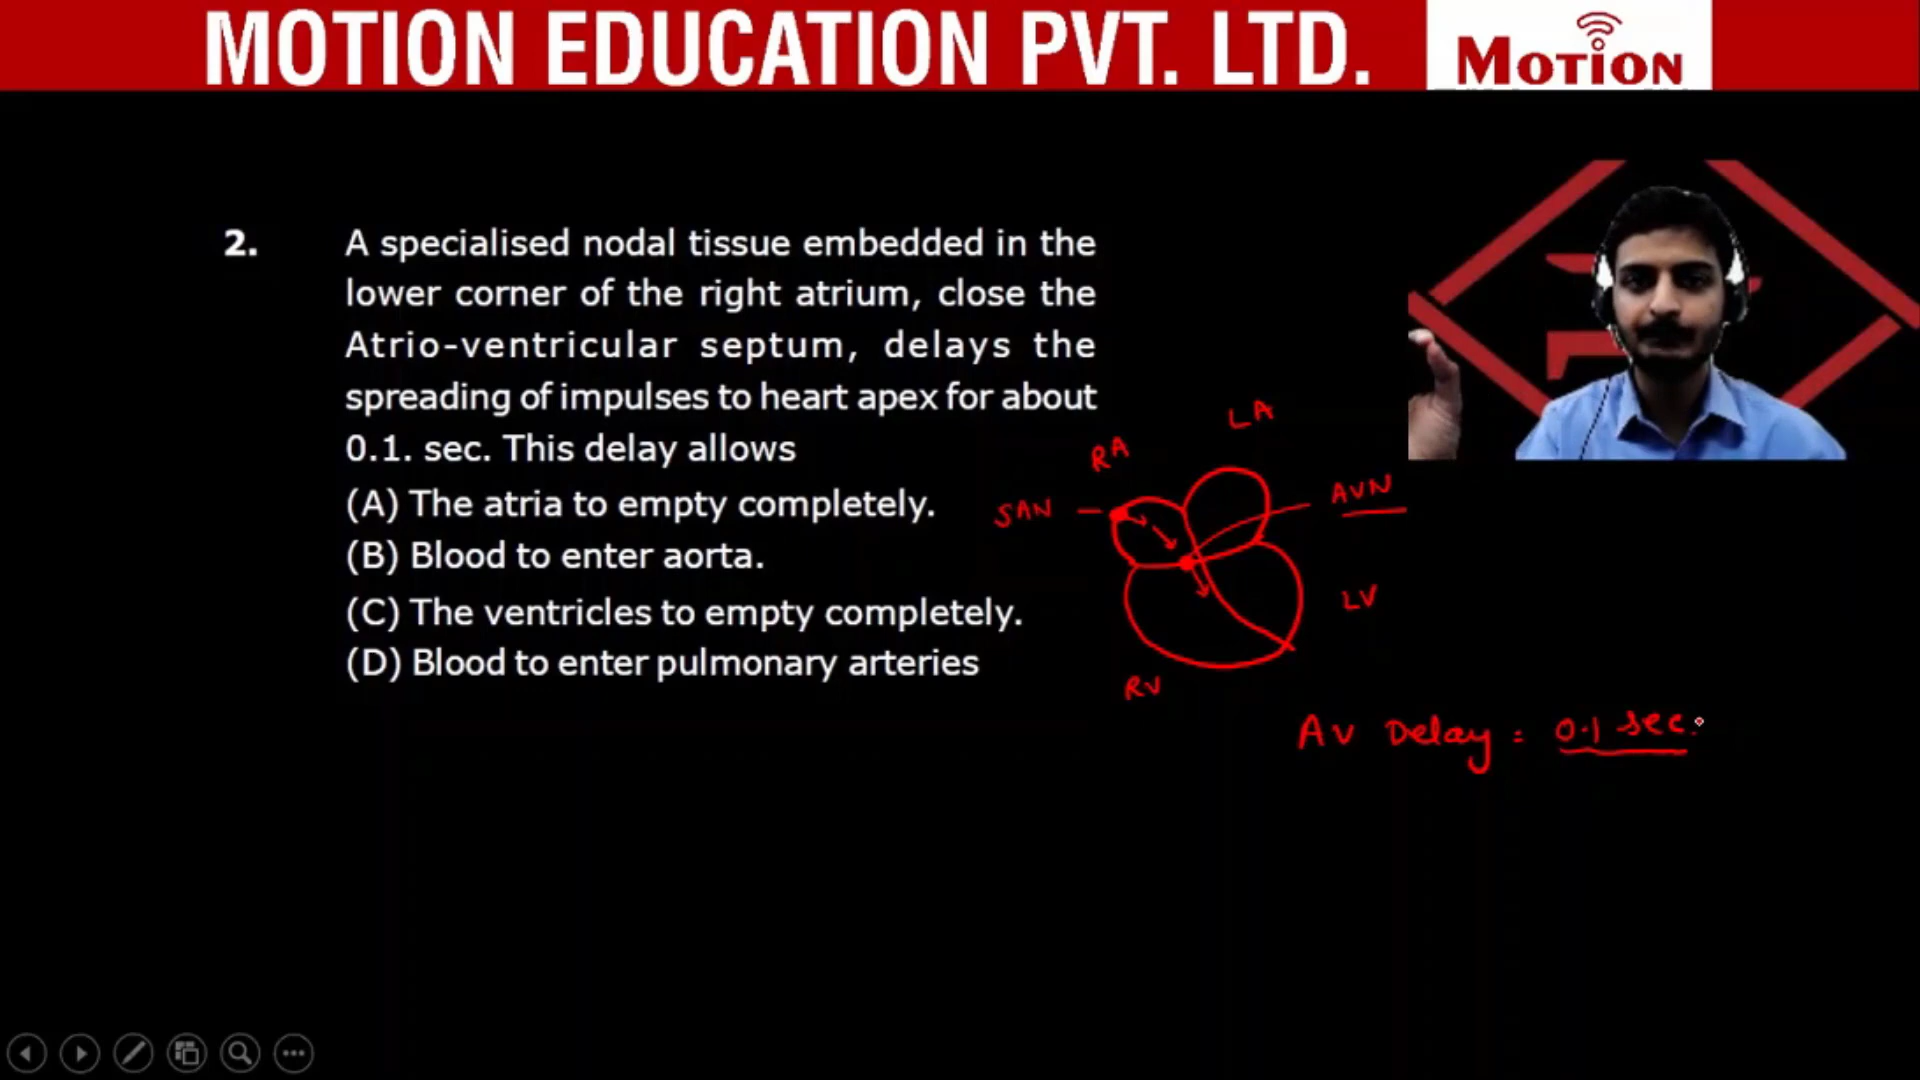 MOTION EDUCATION PVT. LTD.
MOTION
2.
A specialised nodal tissue embedded in the
lower corner of the right atrium, close the
Atrio-ventricular septum, delays the
spreading of impulses to heart apex for about
0.1. sec. This delay allows
(A) The atria to empty completely.
(B) Blood to enter aorta.
(C) The ventricles to empty completely.
(D) Blood to enter pulmonary arteries
LA
RA
SAN
AVN
LV
RV
AV Delay = 0.1 sec.